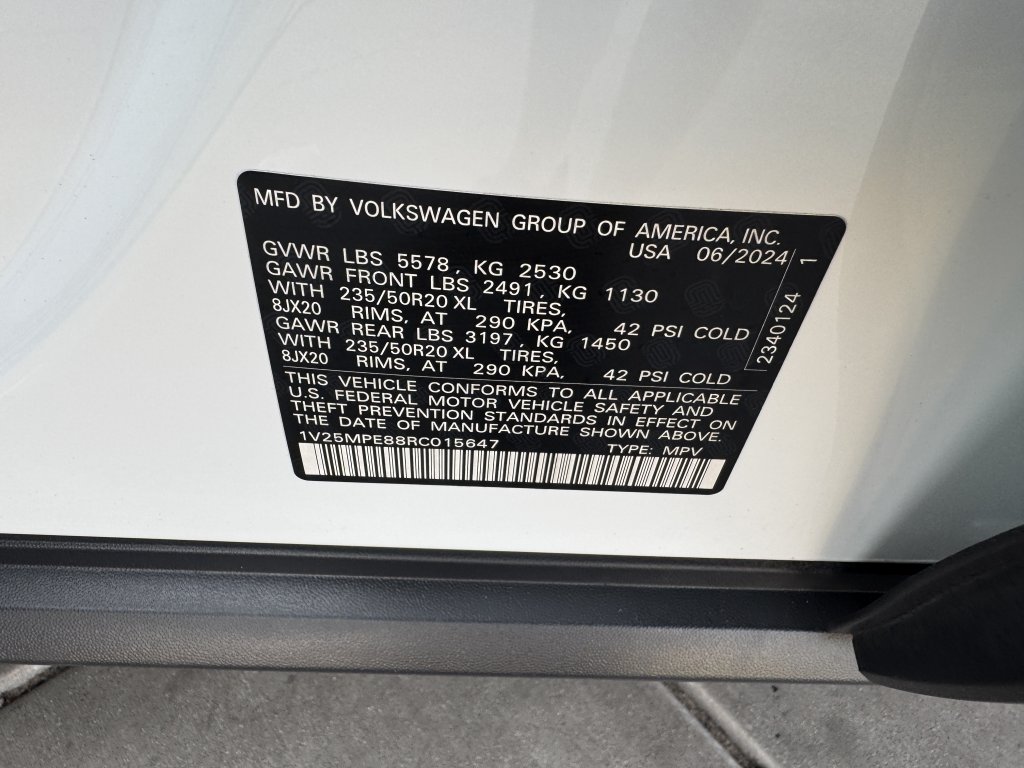 MFD BY VOLKSWAGEN GROUP OF AMERICA, INC.
USA 06/2024
GVWR LBS 5578, KG 2530
GAWR FRONT LBS 2491, KG 1130
WITH 235/50R20 XL TIRES,
8JX20 RIMS, AT 290 KPA, 42 PSI COLD
GAWR REAR LBS 3197, KG 1450
WITH 235/50R20 XL TIRES,
8JX20 RIMS, AT 290 KPA, 42 PSI COLD
THIS VEHICLE CONFORMS TO ALL APPLICABLE
U.S. FEDERAL MOTOR VEHICLE SAFETY AND
THEFT PREVENTION STANDARDS IN EFFECT ON
DATE OF MANUFACTURE SHOWN ABOVE.
1V25MPE88RC015647 TYPE: MPV
2340124 1